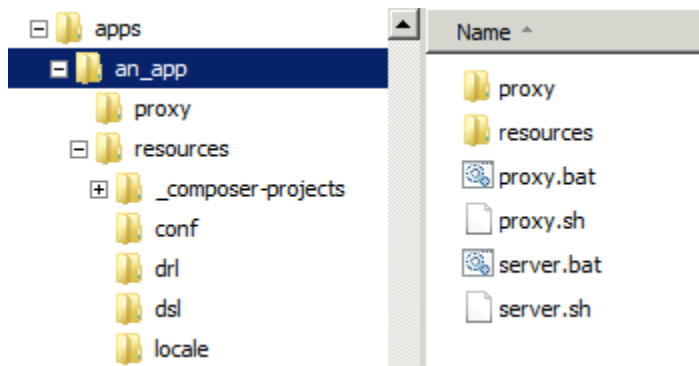 apps
an_app
proxy
resources
_composer-projects
conf
drl
dsl
locale
Name
proxy
resources
proxy.bat
proxy.sh
server.bat
server.sh